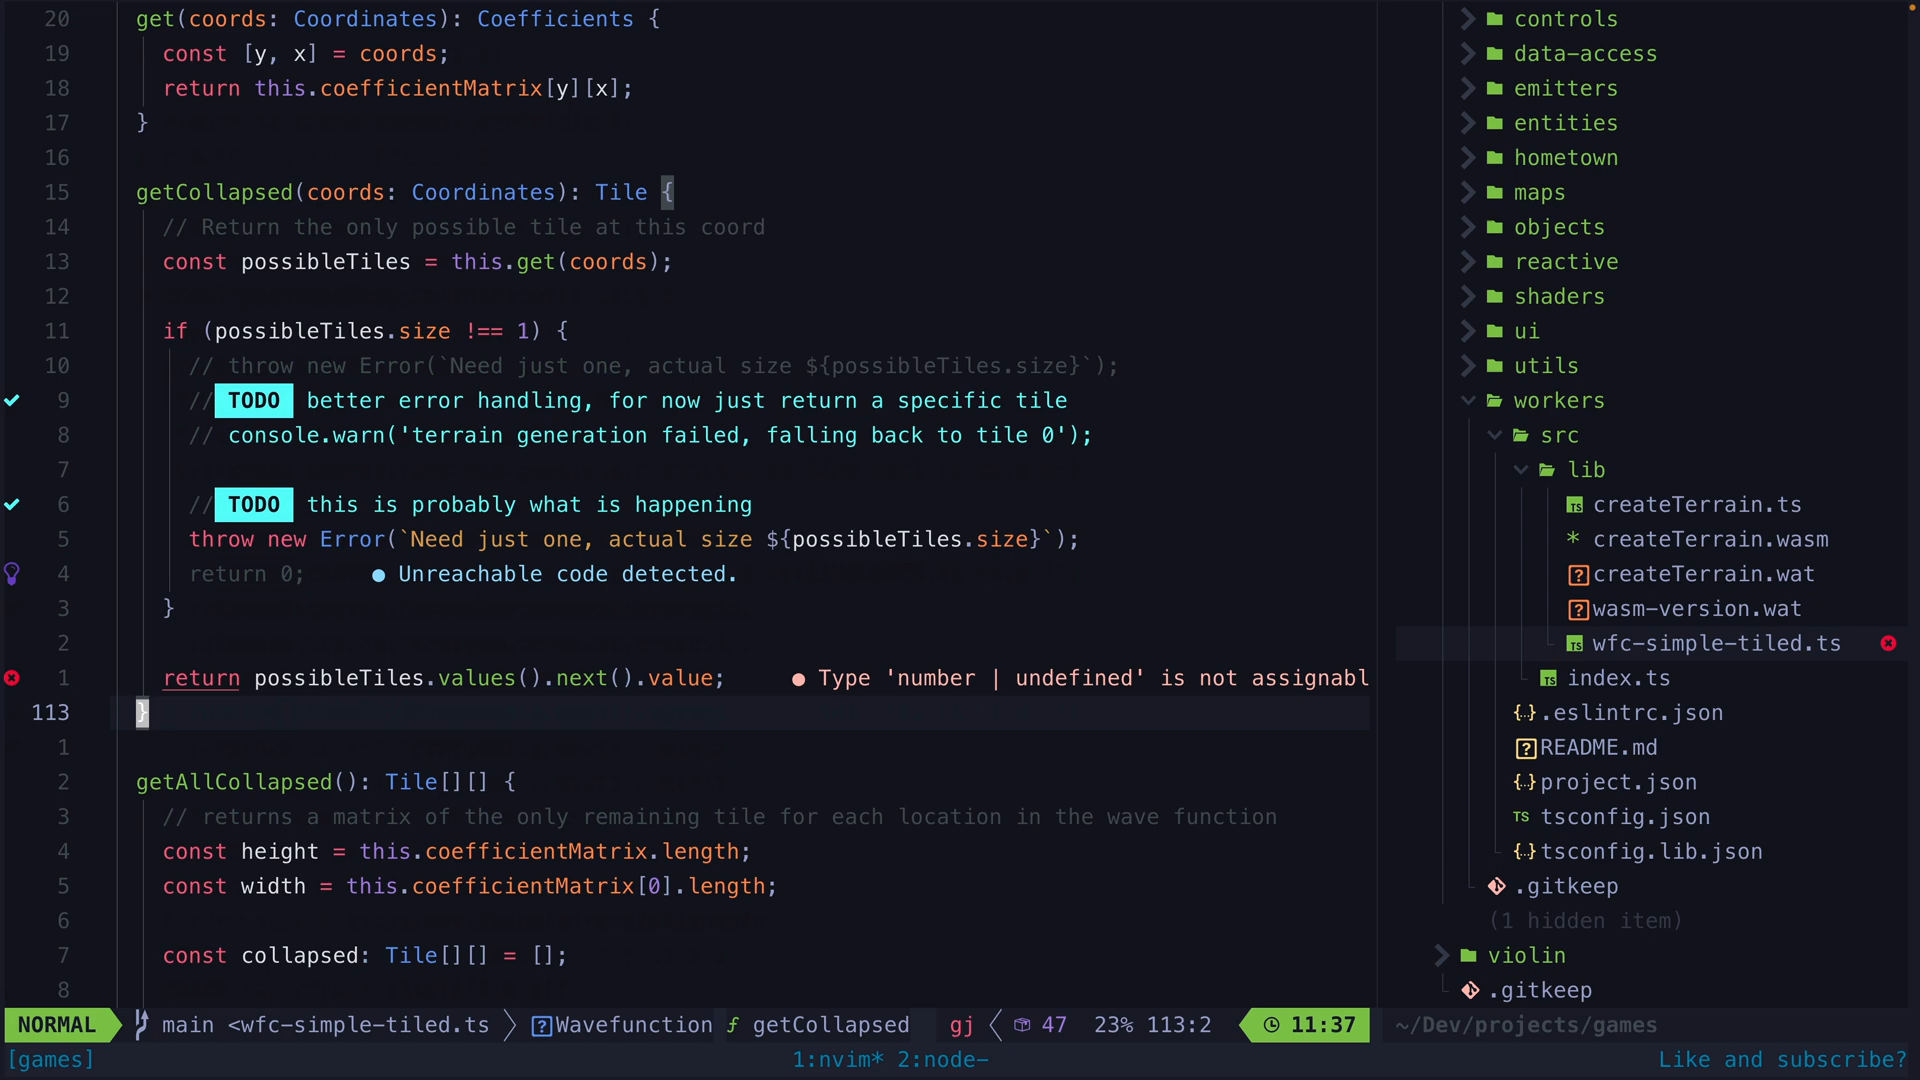 20 get(coords: Coordinates): Coefficients {
19 const [y, x] = coords;
18 return this.coefficientMatrix[y][x];
17 }
16
15 getCollapsed(coords: Coordinates): Tile {
14 // Return the only possible tile at this coord
13 const possibleTiles = this.get(coords);
12
11 if (possibleTiles.size !== 1) {
10 // throw new Error(`Need just one, actual size ${possibleTiles.size}`);
9 // TODO better error handling, for now just return a specific tile
8 // console.warn('terrain generation failed, falling back to tile 0');
7
6 // TODO this is probably what is happening
5 throw new Error(`Need just one, actual size ${possibleTiles.size}`);
4 return 0; ● Unreachable code detected.
3 }
2
1 return possibleTiles.values().next().value; ● Type 'number | undefined' is not assignabl
113 }
1
2 getAllCollapsed(): Tile[][] {
3 // returns a matrix of the only remaining tile for each location in the wave function
4 const height = this.coefficientMatrix.length;
5 const width = this.coefficientMatrix[0].length;
6
7 const collapsed: Tile[][] = [];
8
controls
data-access
emitters
entities
hometown
maps
objects
reactive
shaders
ui
utils
workers
src
lib
TS createTerrain.ts
* createTerrain.wasm
? createTerrain.wat
? wasm-version.wat
TS wfc-simple-tiled.ts
TS index.ts
{..} .eslintrc.json
? README.md
{..} project.json
TS tsconfig.json
{..} tsconfig.lib.json
.gitkeep
(1 hidden item)
violin
.gitkeep
NORMAL main <wfc-simple-tiled.ts ? Wavefunction f getCollapsed gj 47 23% 113:2 11:37 ~/Dev/projects/games
[games] 1:nvim* 2:node- Like and subscribe?